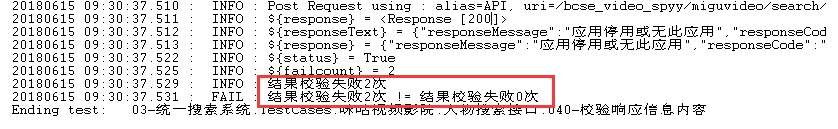 20180615 09:30:37.510 : INFO : Post Request using : alias=API, uri=/bcse_video_spyy/miguvideo/search/
20180615 09:30:37.511 : INFO : ${response} = <Response [200]>
20180615 09:30:37.512 : INFO : ${responseText} = {"responseMessage":"应用停用或无此应用","responseCod
20180615 09:30:37.513 : INFO : ${response} = {"responseMessage":"应用停用或无此应用","responseCode":
20180615 09:30:37.522 : INFO : ${status} = True
20180615 09:30:37.525 : INFO : ${failcount} = 2
20180615 09:30:37.529 : INFO : 结果校验失败2次
20180615 09:30:37.531 : FAIL : 结果校验失败2次 != 结果校验失败0次
Ending test: 03-统一搜索系统.TestCases.咪咕视频影院.人物搜索接口.040-校验响应信息内容